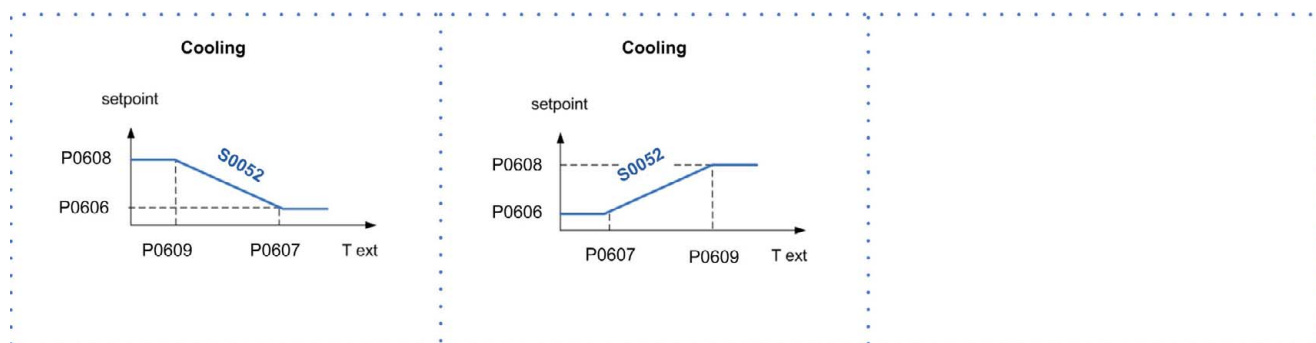 Cooling
setpoint
P0608
S0052
P0606
P0609 P0607 T ext
Cooling
setpoint
P0608
S0052
P0606
P0607 P0609 T ext